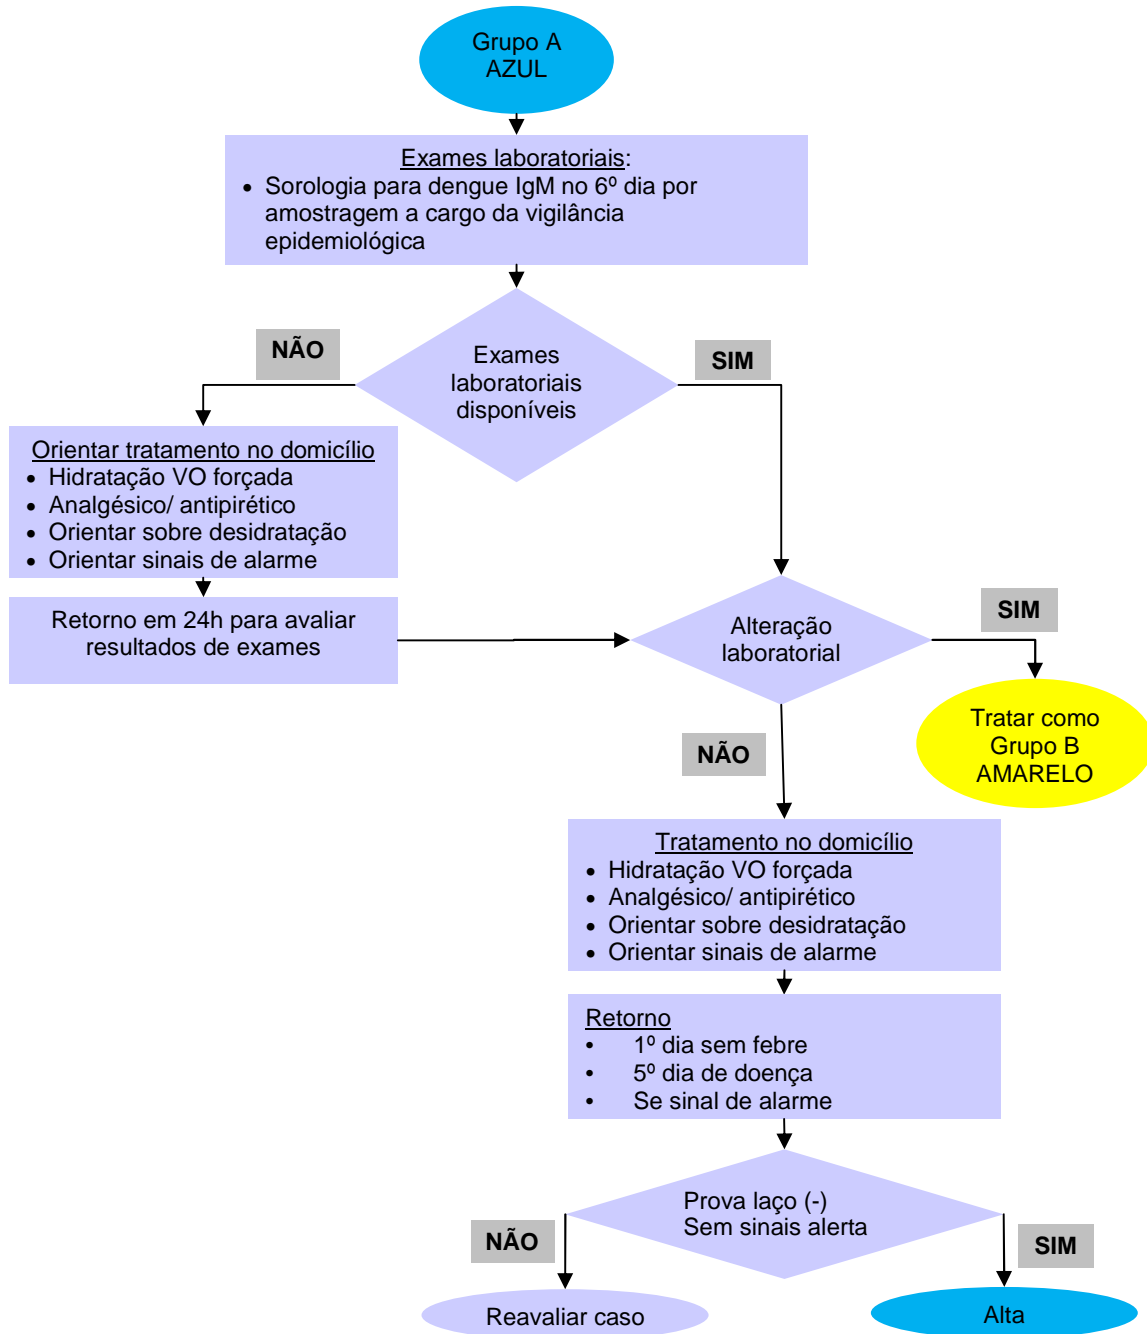 Grupo A
AZUL
Exames laboratoriais:
• Sorologia para dengue IgM no 6º dia por
amostragem a cargo da vigilância
epidemiológica
NÃO
Exames
laboratoriais
disponíveis
SIM
Orientar tratamento no domicílio
• Hidratação VO forçada
• Analgésico/ antipirético
• Orientar sobre desidratação
• Orientar sinais de alarme
Retorno em 24h para avaliar
resultados de exames
Alteração
laboratorial
SIM
Tratar como
Grupo B
AMARELO
NÃO
Tratamento no domicílio
• Hidratação VO forçada
• Analgésico/ antipirético
• Orientar sobre desidratação
• Orientar sinais de alarme
Retorno
• 1º dia sem febre
• 5º dia de doença
• Se sinal de alarme
Prova laço (-)
Sem sinais alerta
NÃO
SIM
Reavaliar caso
Alta